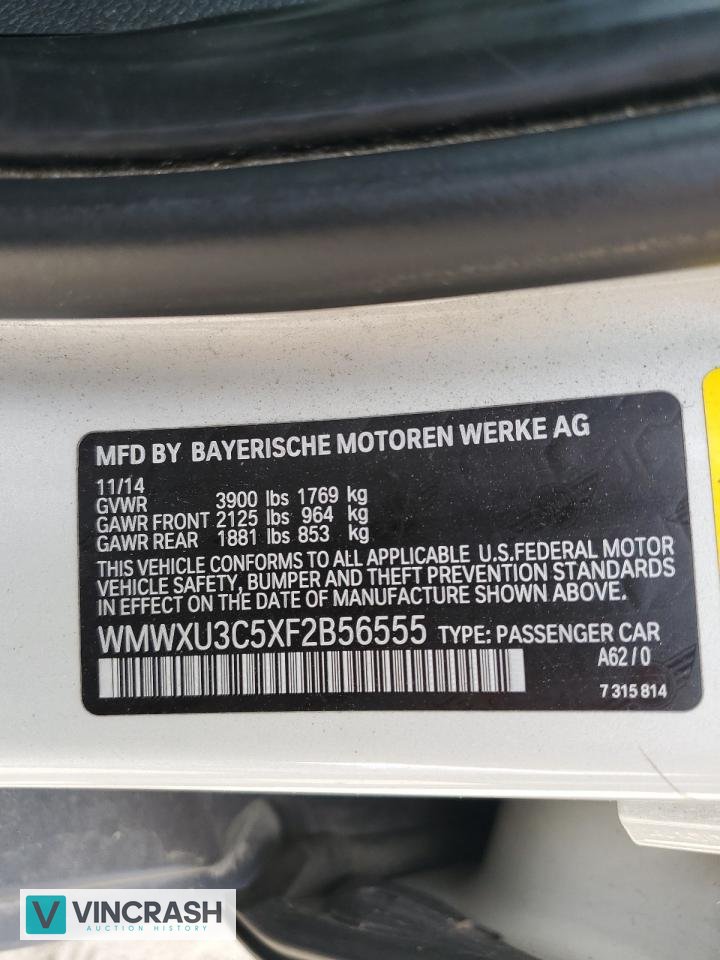 MFD BY BAYERISCHE MOTOREN WERKE AG
11/14
GVWR 3900 lbs 1769 kg
GAWR FRONT 2125 lbs 964 kg
GAWR REAR 1881 lbs 853 kg
THIS VEHICLE CONFORMS TO ALL APPLICABLE U.S.FEDERAL MOTOR
VEHICLE SAFETY, BUMPER AND THEFT PREVENTION STANDARDS
IN EFFECT ON THE DATE OF MANUFACTURE SHOWN ABOVE.
WMWXU3C5XF2B56555 TYPE: PASSENGER CAR
A62/0
7315814
V VINCRASH
AUCTION HISTORY